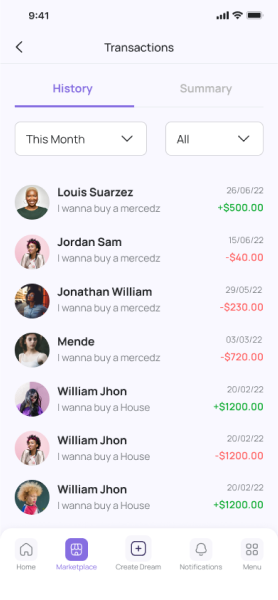 9:41
Transactions
History Summary
This Month All
Louis Suarzez 26/06/22
I wanna buy a mercedz +$500.00
Jordan Sam 15/06/22
I wanna buy a mercedz -$40.00
Jonathan William 29/05/22
I wanna buy a mercedz -$230.00
Mende 03/03/22
I wanna buy a mercedz -$720.00
William Jhon 20/02/22
I wanna buy a House +$1200.00
William Jhon 20/02/22
I wanna buy a House -$1200.00
William Jhon 20/02/22
I wanna buy a House +$1200.00
Home Marketplace Create Dream Notifications Menu